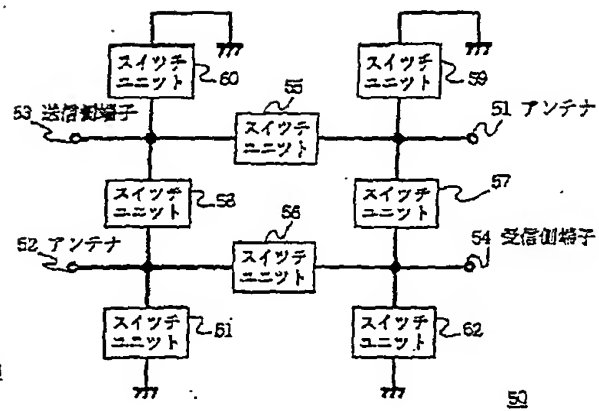 スイッチ
ユニット
60
スイッチ
ユニット
59
53 送信側端子
55
スイッチ
ユニット
51 アンテナ
スイッチ
ユニット
58
スイッチ
ユニット
57
52 アンテナ
56
スイッチ
ユニット
54 受信側端子
スイッチ
ユニット
61
スイッチ
ユニット
62
50